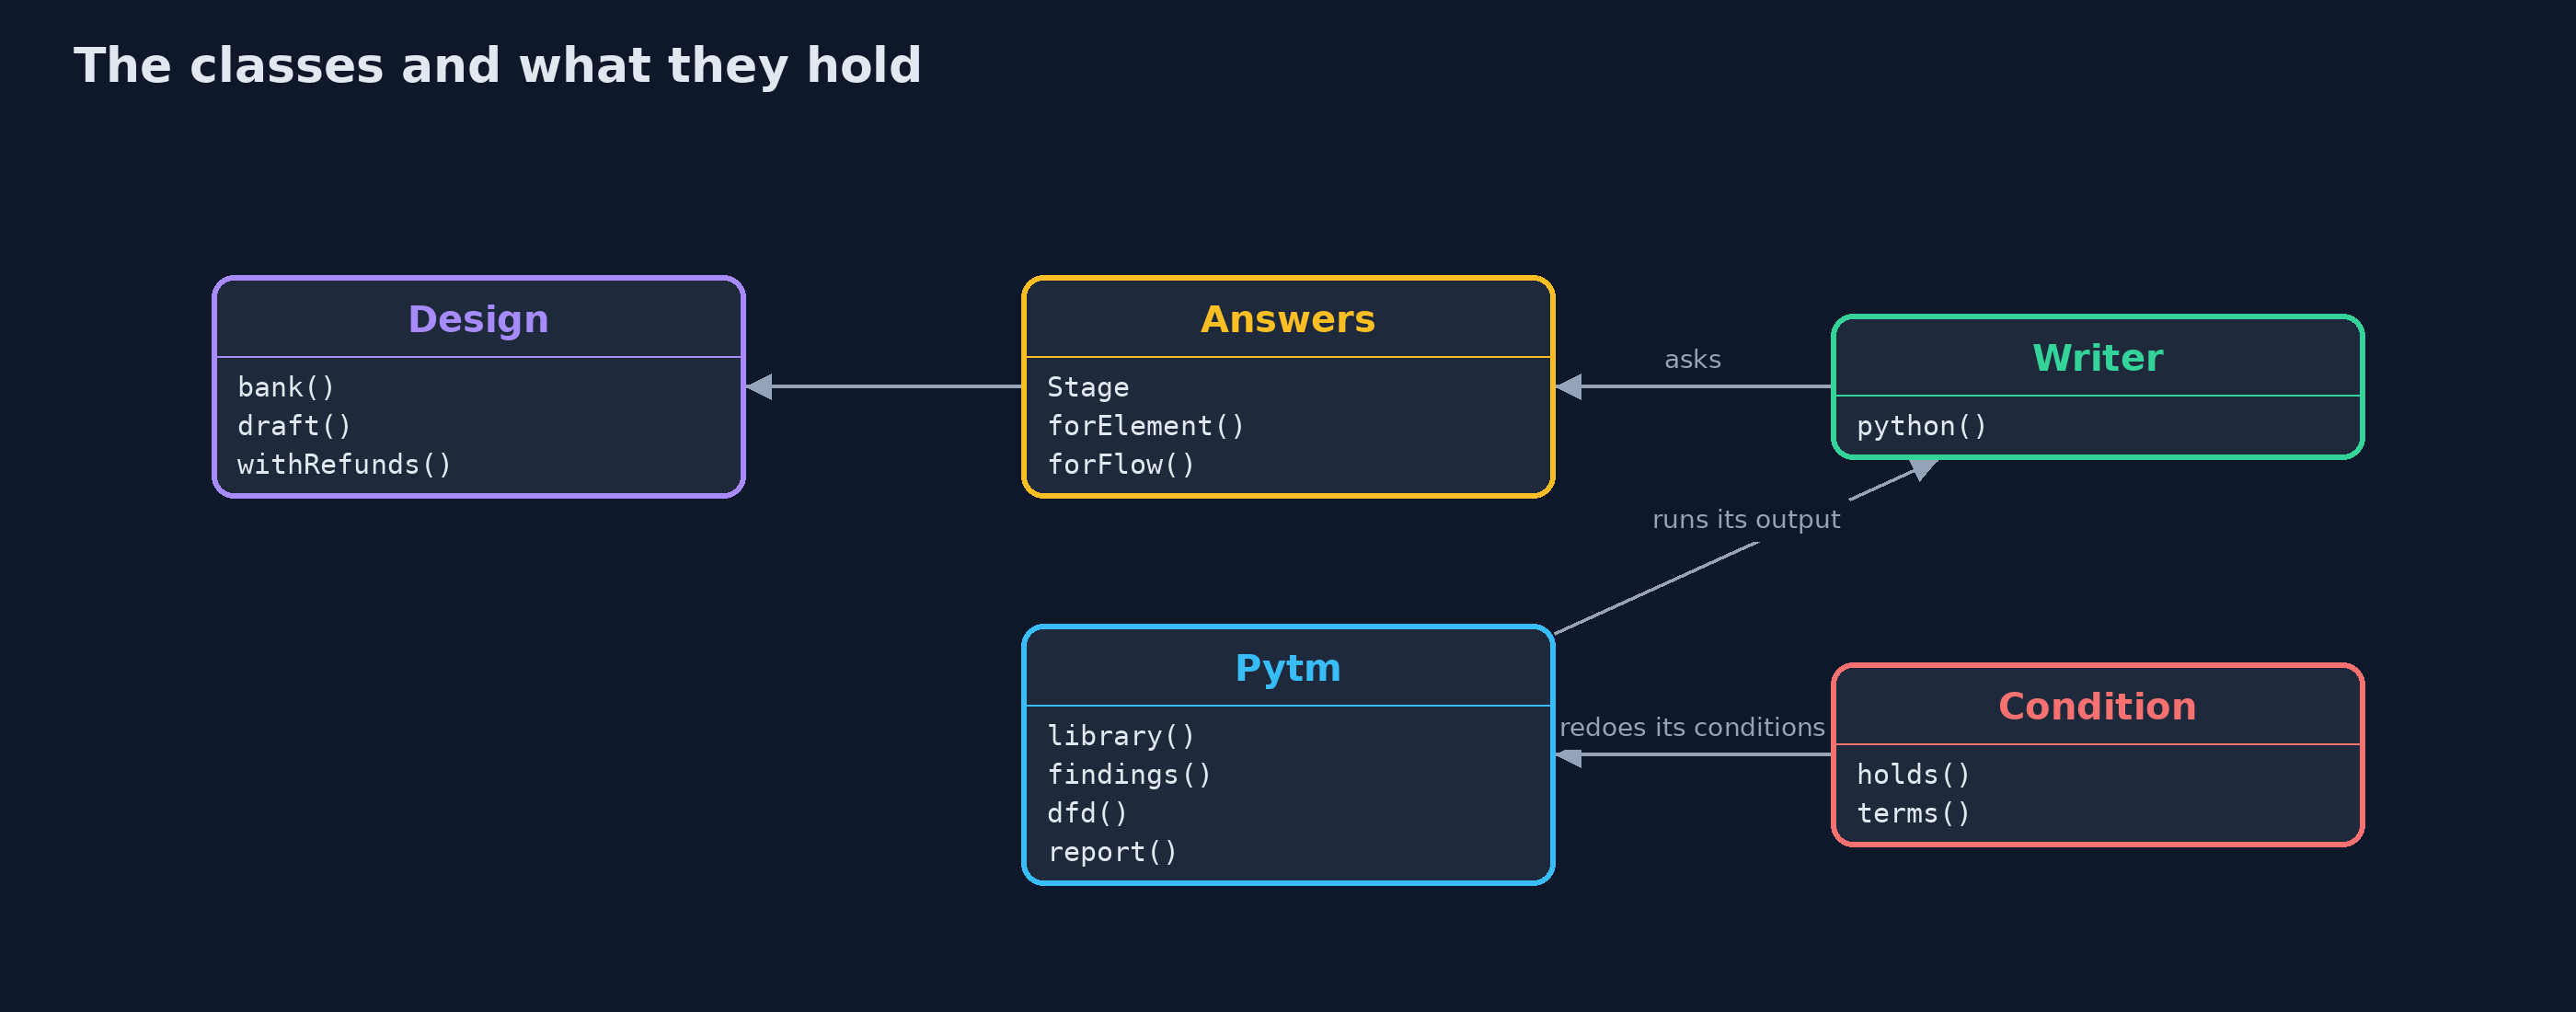 The classes and what they hold
Design
bank()
draft()
withRefunds()
Answers
Stage
forElement()
forFlow()
asks
Writer
python()
runs its output
Pytm
library()
findings()
dfd()
report()
redoes its conditions
Condition
holds()
terms()